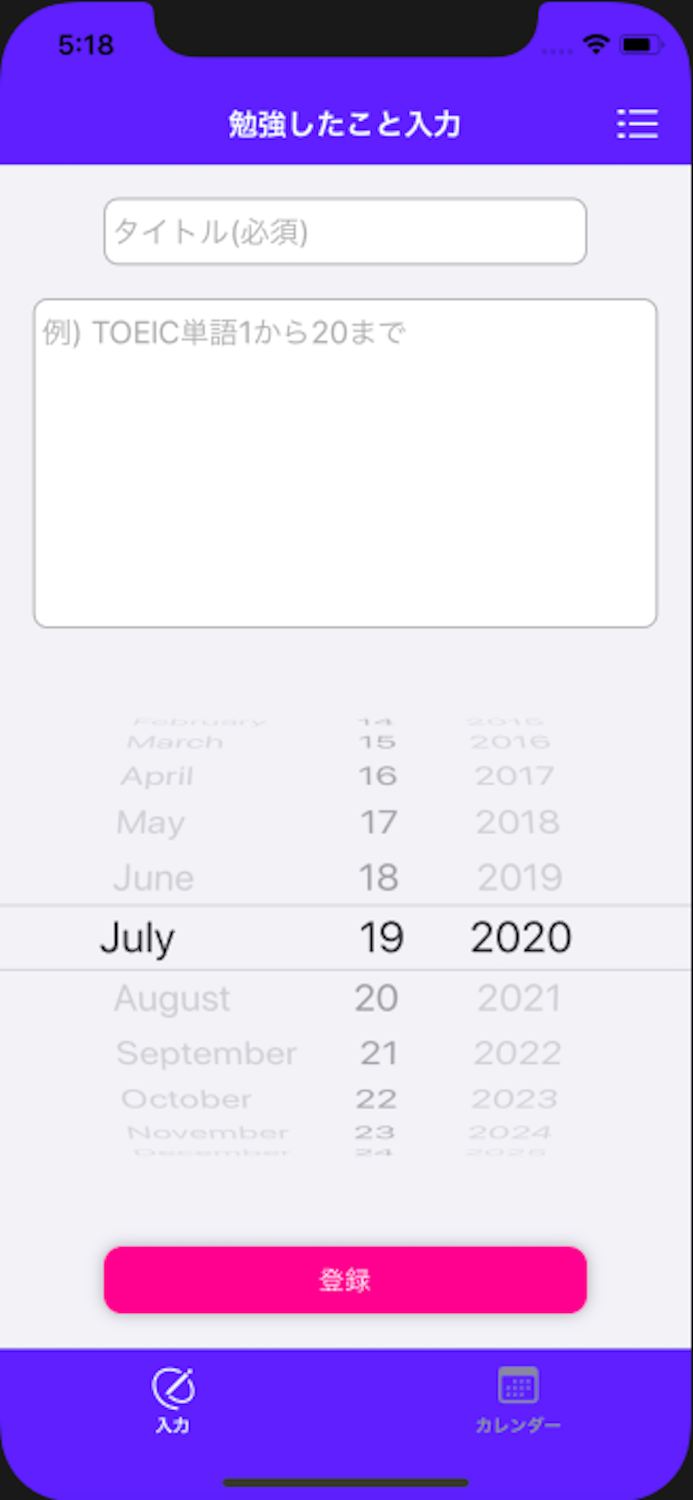 5:18
勉強したこと入力
タイトル(必須)
例) TOEIC単語1から20まで
February 14 2015
March 15 2016
April 16 2017
May 17 2018
June 18 2019
July 19 2020
August 20 2021
September 21 2022
October 22 2023
November 23 2024
December 24 2025
登録
入力
カレンダー